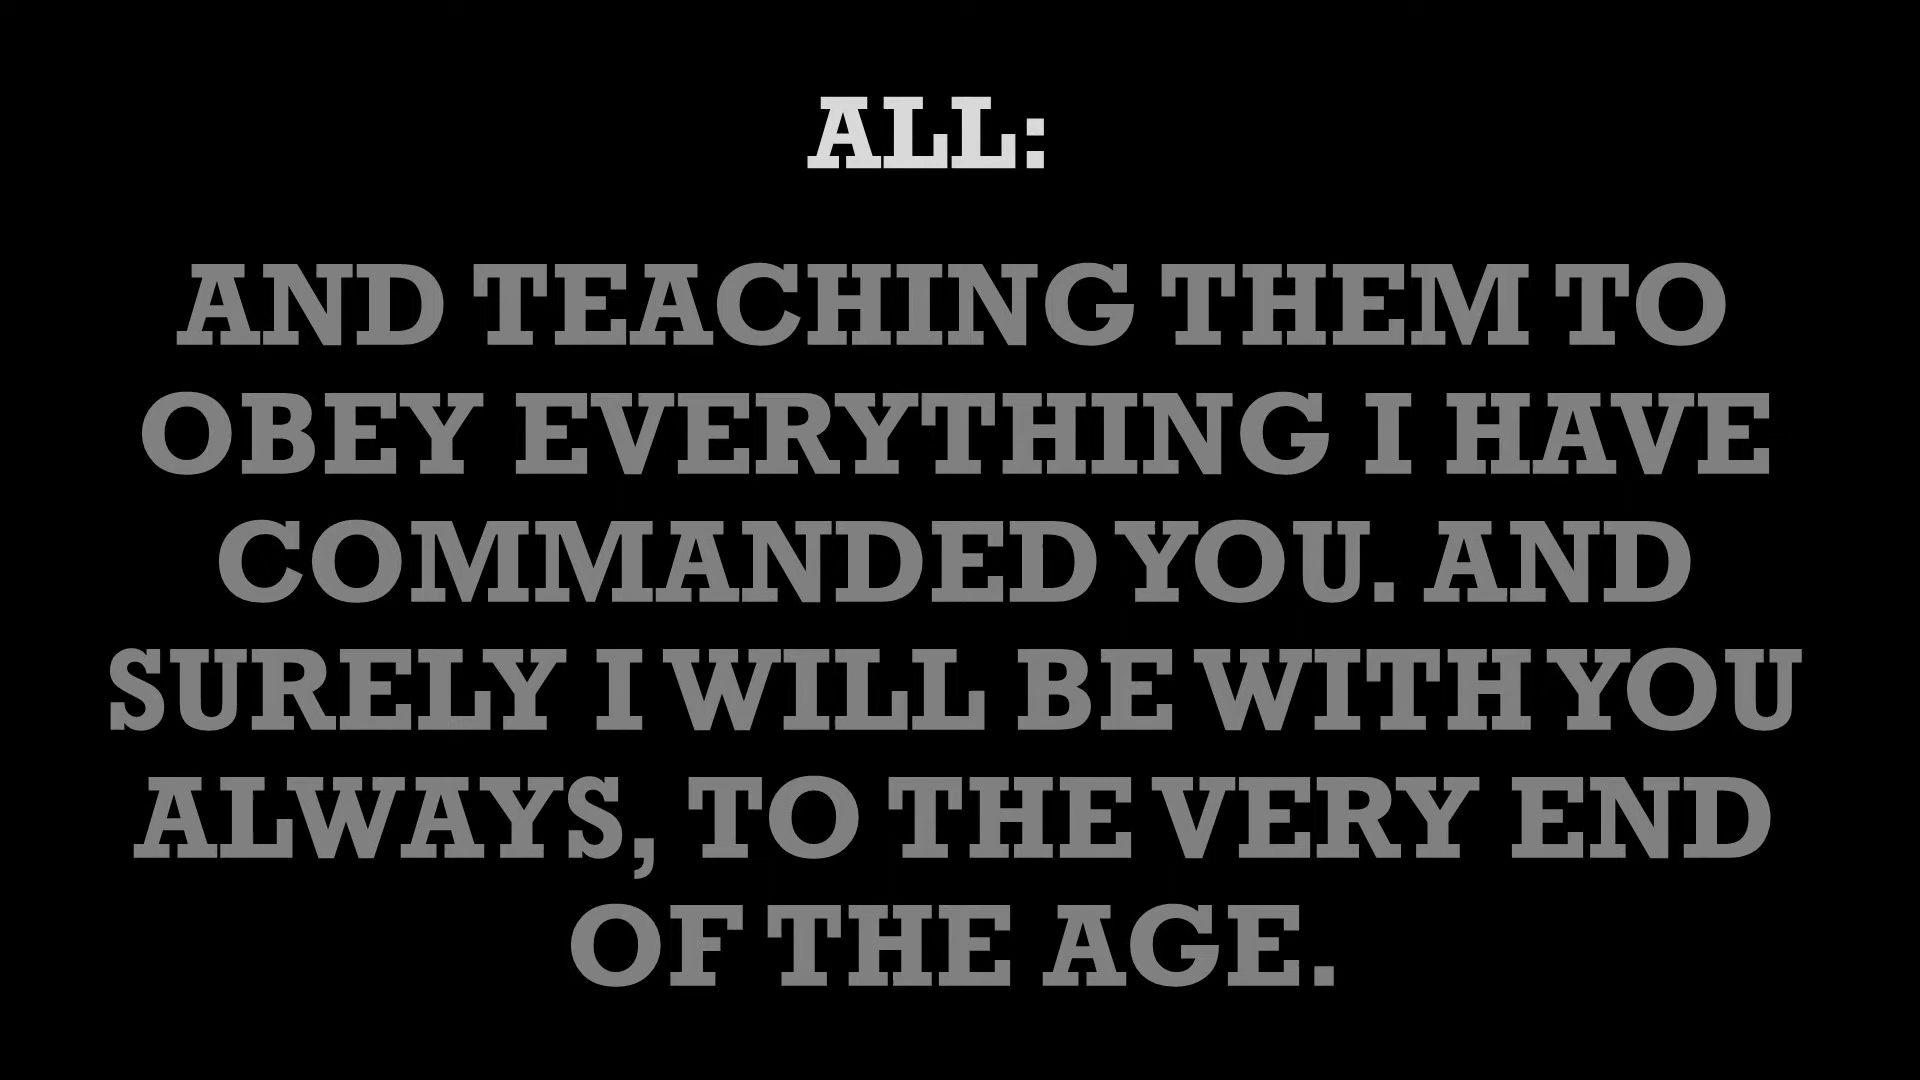 ALL:
AND TEACHING THEM TO
OBEY EVERYTHING I HAVE
COMMANDED YOU. AND
SURELY I WILL BE WITH YOU
ALWAYS, TO THE VERY END
OF THE AGE.